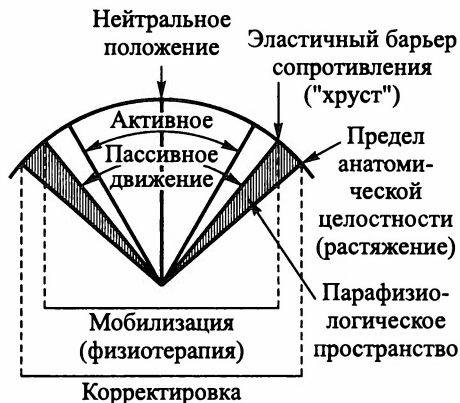 Нейтральное
положение
Эластичный барьер
сопротивления
("хруст")
Активное
Пассивное
движение
Предел
анатоми-
ческой
целостности
(растяжение)
Парафизио-
логическое
пространство
Мобилизация
(физиотерапия)
Корректировка